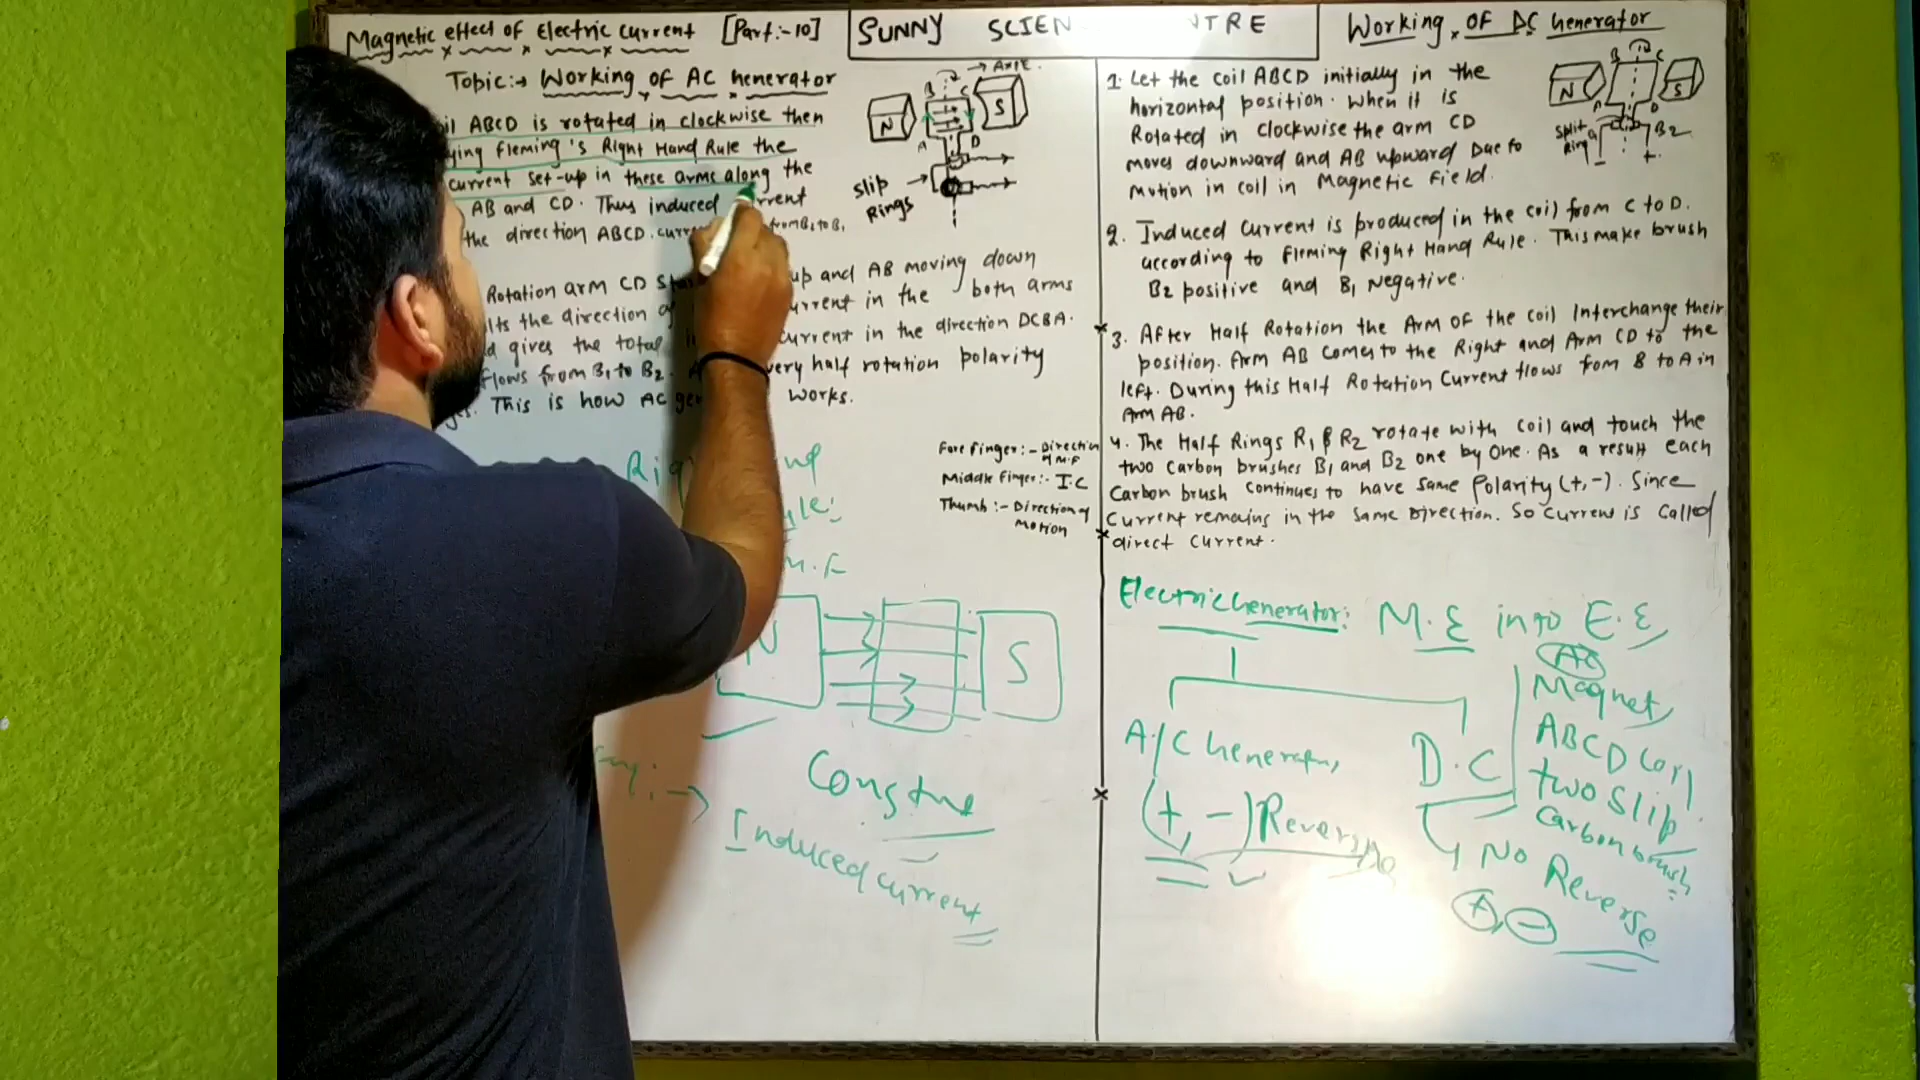 Magnetic effect of Electric current [Part:-10]
SUNNY SCIEN NTRE
Working OF DC Generator
Topic:→ Working OF AC Generator
ABCD is rotated in clockwise then
Fleming's Right Hand Rule the
current set-up in these arms along the
AB and CD. Thus induced
the direction ABCD. from B2 to B1,
Rotation arm CD up and AB moving down
the direction of in the both arms
gives the total current in the direction DCBA.
flows from B1 to B2. very half rotation polarity
This is how AC works.
→ AXLE.
B C
N S
A D
Slip Rings →
Fore Finger:- Direction of M.F
Middle Finger:- I.C
Thumb:- Direction of Motion
M.F
N S
Constne
Induced current
B C
N S
A D
Split Ring
B2
1. Let the coil ABCD initially in the
horizontal position. When it is
Rotated in clockwise the arm CD
moves downward and AB upward Due to
motion in coil in Magnetic Field.
2. Induced Current is produced in the coil from C to D.
according to Fleming Right Hand Rule. This make brush
B2 positive and B1 Negative.
3. After Half Rotation the Arm OF the coil Interchange their
position. Arm AB comes to the Right and Arm CD to the
left. During this Half Rotation Current flows from B to A in
Arm AB.
4. The Half Rings R1 & R2 rotate with coil and touch the
two carbon brushes B1 and B2 one by one. As a result each
Carbon brush continues to have same Polarity (+,-). Since
Current remains in the same Direction. So current is called
direct current.
Electric Generator: M.E into E.E
A/C Generator,
(+, -) Reversse
D.C
No Reverse
+, -
AC
Magnet,
ABCD Coil
two Slip
Carbon brush